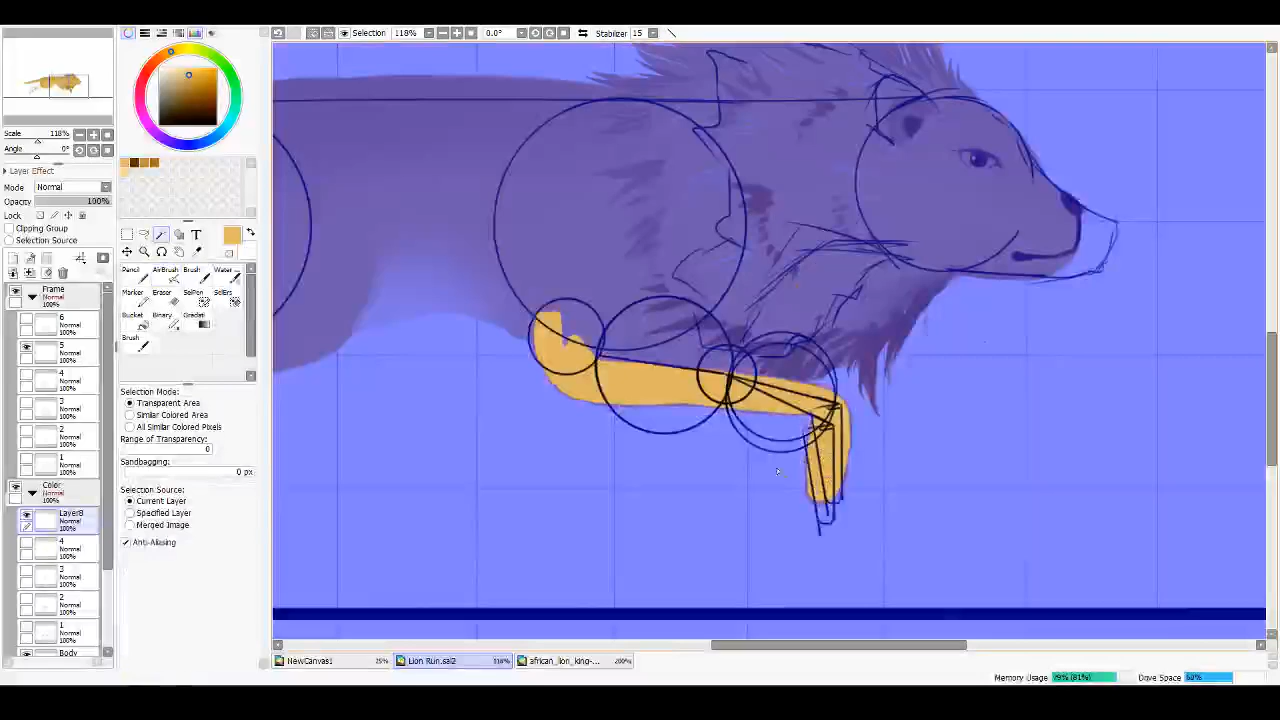 Selection
118%
0.0°
Stabilizer
15
Scale
118%
Angle
0°
Layer Effect
Mode
Normal
Opacity
100%
Lock
Clipping Group
Selection Source
Frame
Normal
100%
6
Normal
100%
5
Normal
100%
4
Normal
100%
3
Normal
100%
2
Normal
100%
1
Normal
100%
Color
Normal
100%
Layer8
Normal
100%
4
Normal
100%
3
Normal
100%
2
Normal
100%
1
Normal
100%
Body
T
Pencil
AirBrush
Brush
Water
Marker
Eraser
SelPen
SelErs
Bucket
Binary
Gradati
Brush
Selection Mode:
Transparent Area
Similar Colored Area
All Similar Colored Pixels
Range of Transparency:
0
Sandbagging:
0 px
Selection Source:
Current Layer
Specified Layer
Merged Image
Anti-Aliasing
NewCanvas1
Lion Run.sai2
118%
african_lion_king-...
200%
Memory Usage
79% (81%)
Drive Space